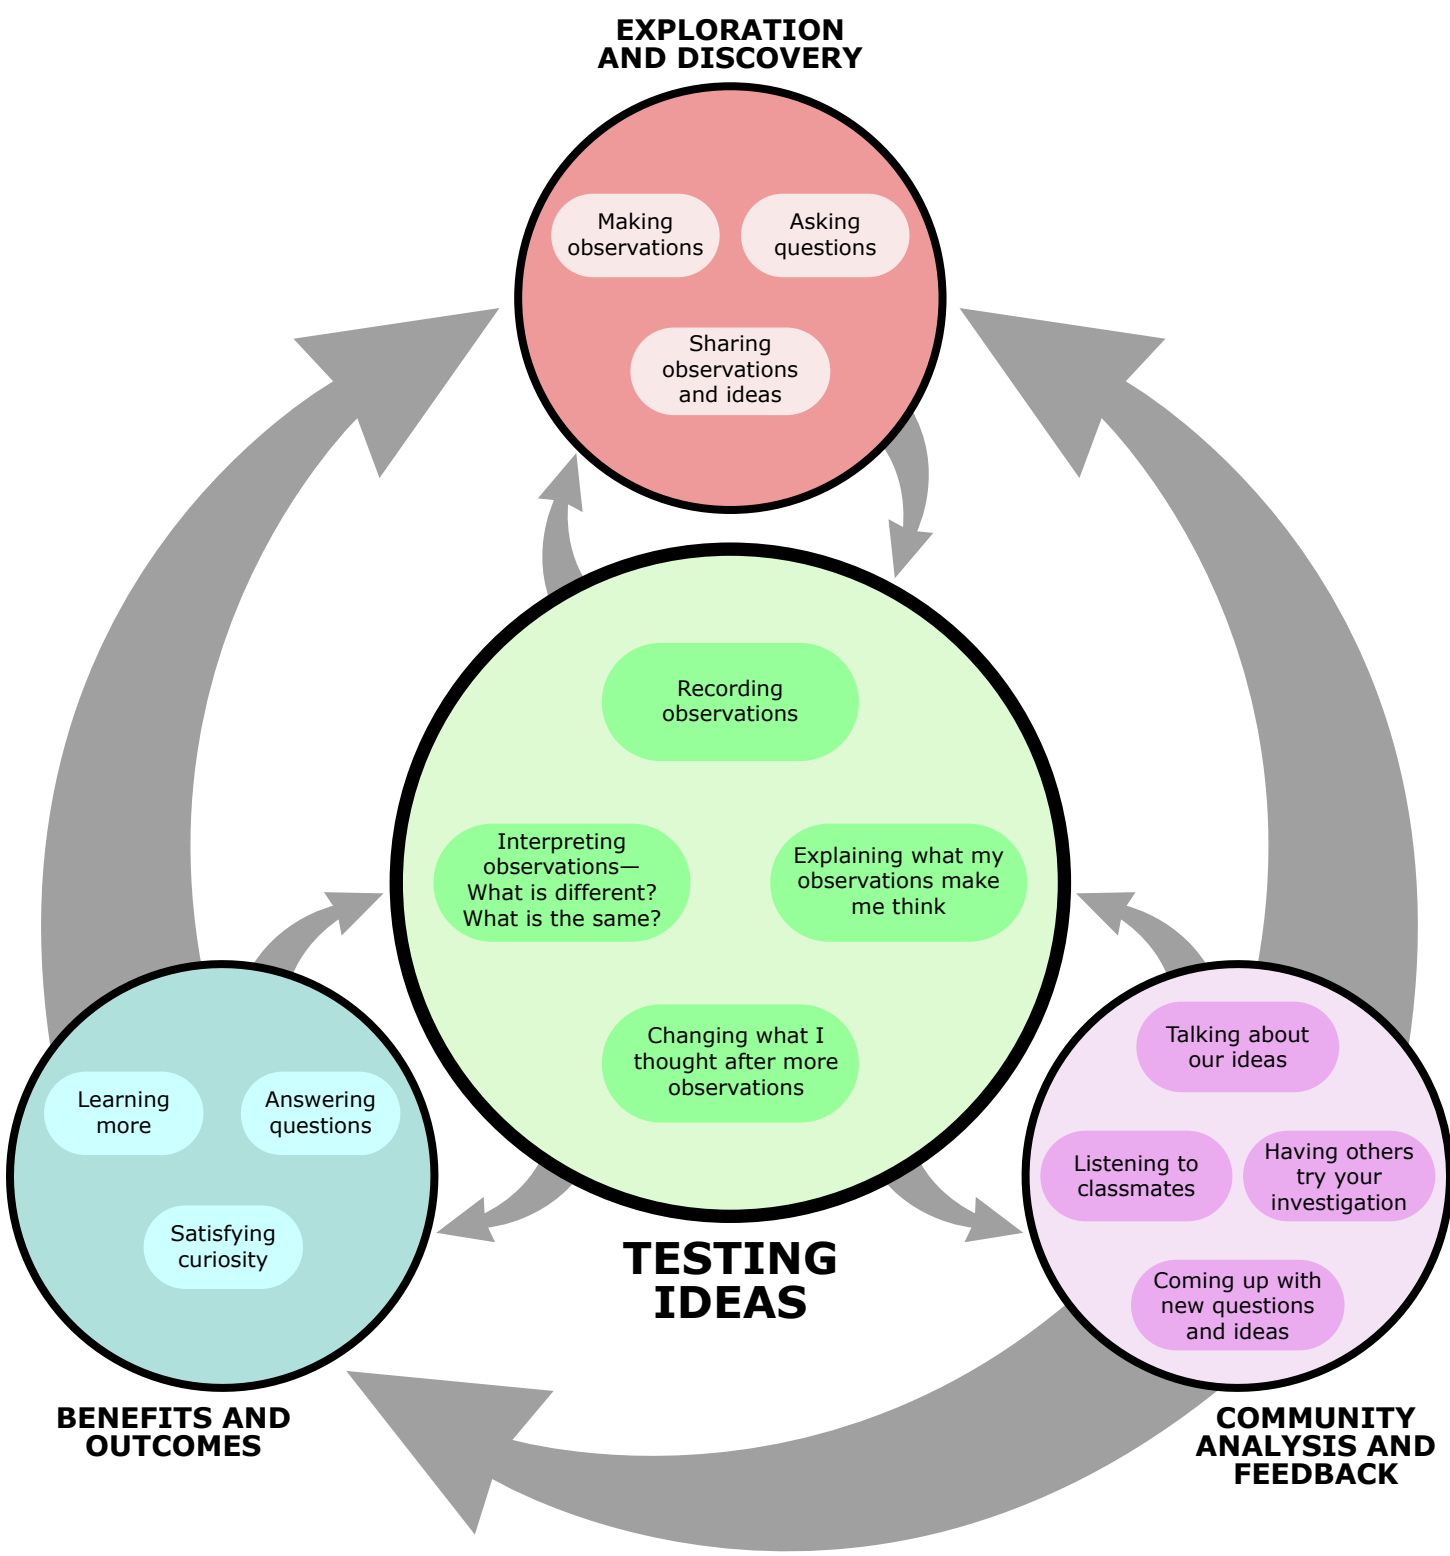 EXPLORATION
AND DISCOVERY
Making
observations
Asking
questions
Sharing
observations
and ideas
Recording
observations
Interpreting
observations—
What is different?
What is the same?
Explaining what my
observations make
me think
Changing what I
thought after more
observations
TESTING
IDEAS
Learning
more
Answering
questions
Satisfying
curiosity
BENEFITS AND
OUTCOMES
Talking about
our ideas
Listening to
classmates
Having others
try your
investigation
Coming up with
new questions
and ideas
COMMUNITY
ANALYSIS AND
FEEDBACK